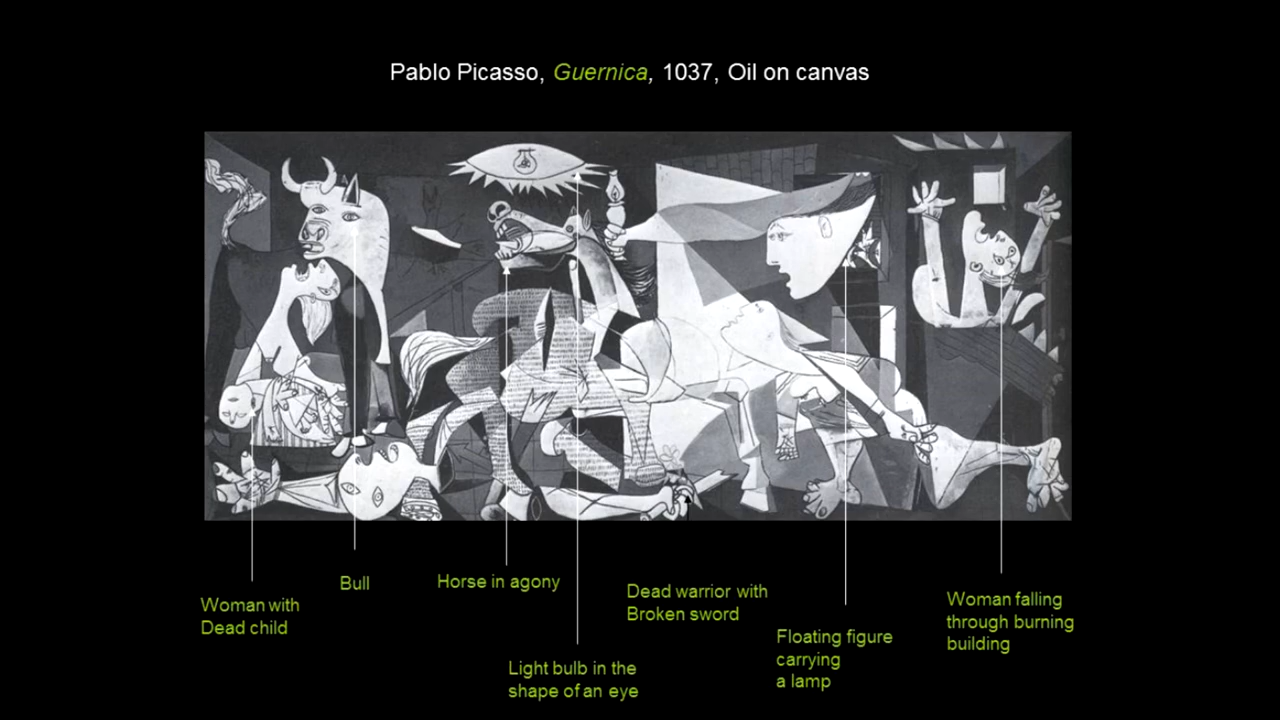 Pablo Picasso, Guernica, 1037, Oil on canvas
Woman with
Dead child
Bull
Horse in agony
Light bulb in the
shape of an eye
Dead warrior with
Broken sword
Floating figure
carrying
a lamp
Woman falling
through burning
building